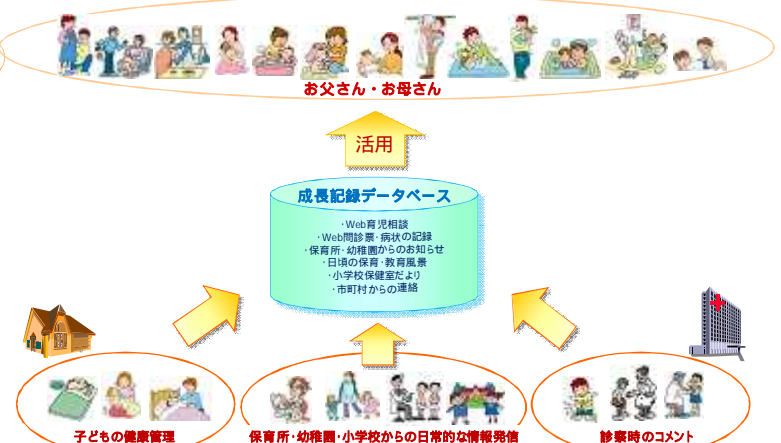 お父さん・お母さん
活用
成長記録データベース
・Web育児相談
・Web問診票・病状の記録
・保育所・幼稚園からのお知らせ
・日頃の保育・教育風景
・小学校保健室だより
・市町村からの連絡
子どもの健康管理
保育所・幼稚園・小学校からの日常的な情報発信
診察時のコメント